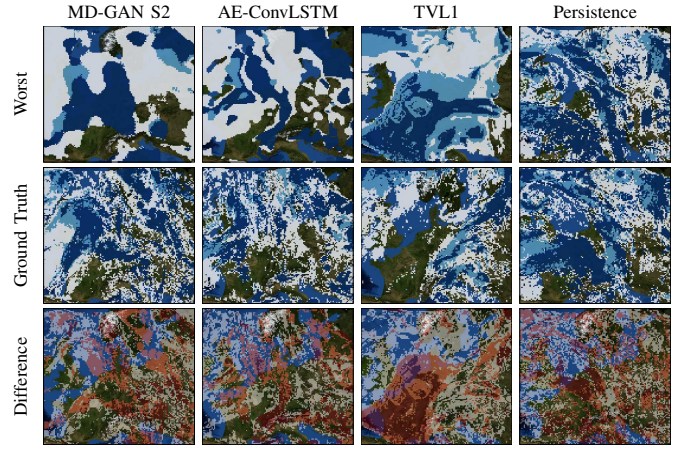 MD-GAN S2 AE-ConvLSTM TVL1 Persistence
Worst
Ground Truth
Difference